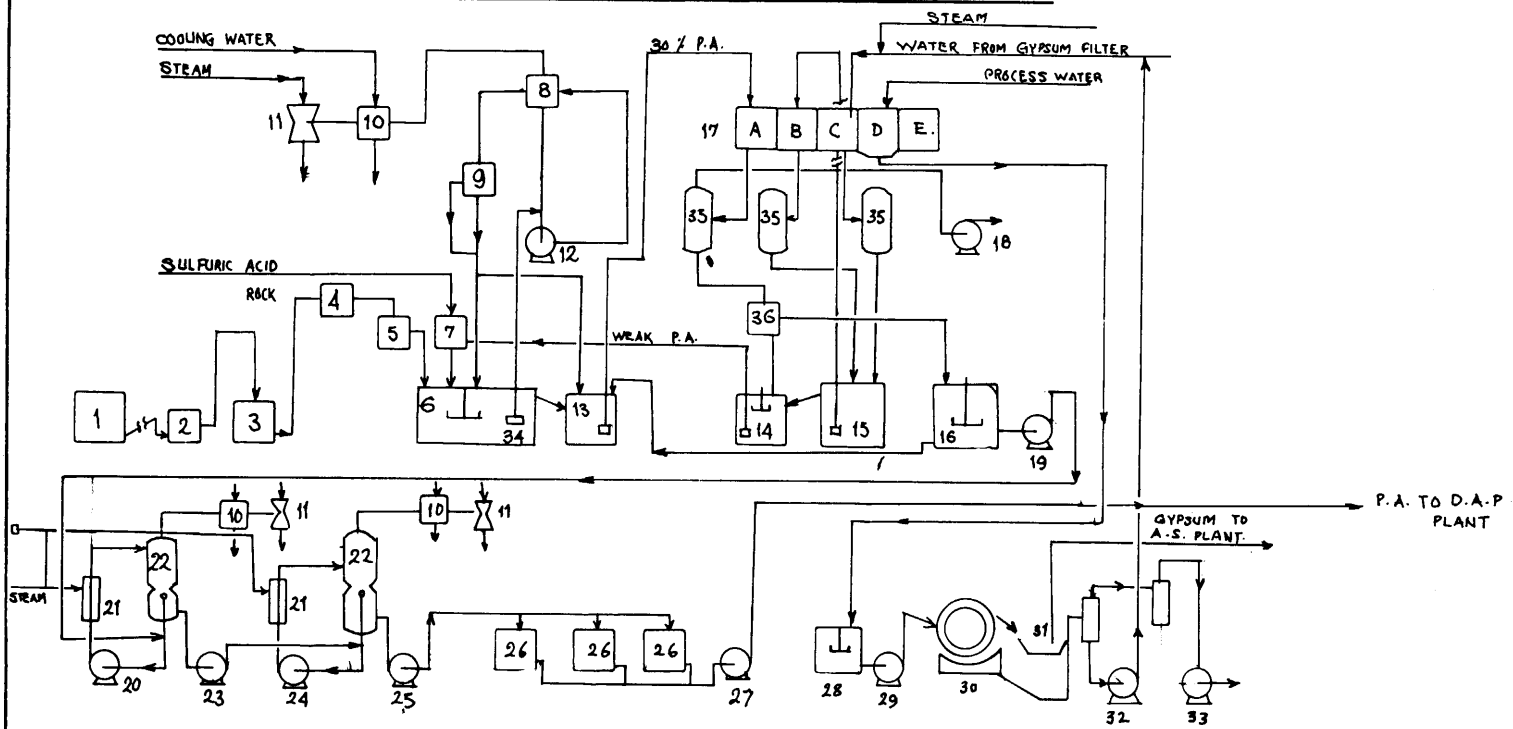 STEAM
COOLING WATER
30 % P.A.
WATER FROM GYPSUM FILTER
STEAM
PROCESS WATER
8
11
10
17
A
B
C
D
E.
9
33
35
35
12
18
SULFURIC ACID
ROCK
4
5
7
36
WEAK P.A.
1
2
3
6
34
13
14
15
16
19
P.A. TO D.A.P
PLANT
10
11
10
11
GYPSUM TO
A.S. PLANT.
22
22
STEAM
21
21
26
26
26
31
20
23
24
25
27
28
29
30
32
33